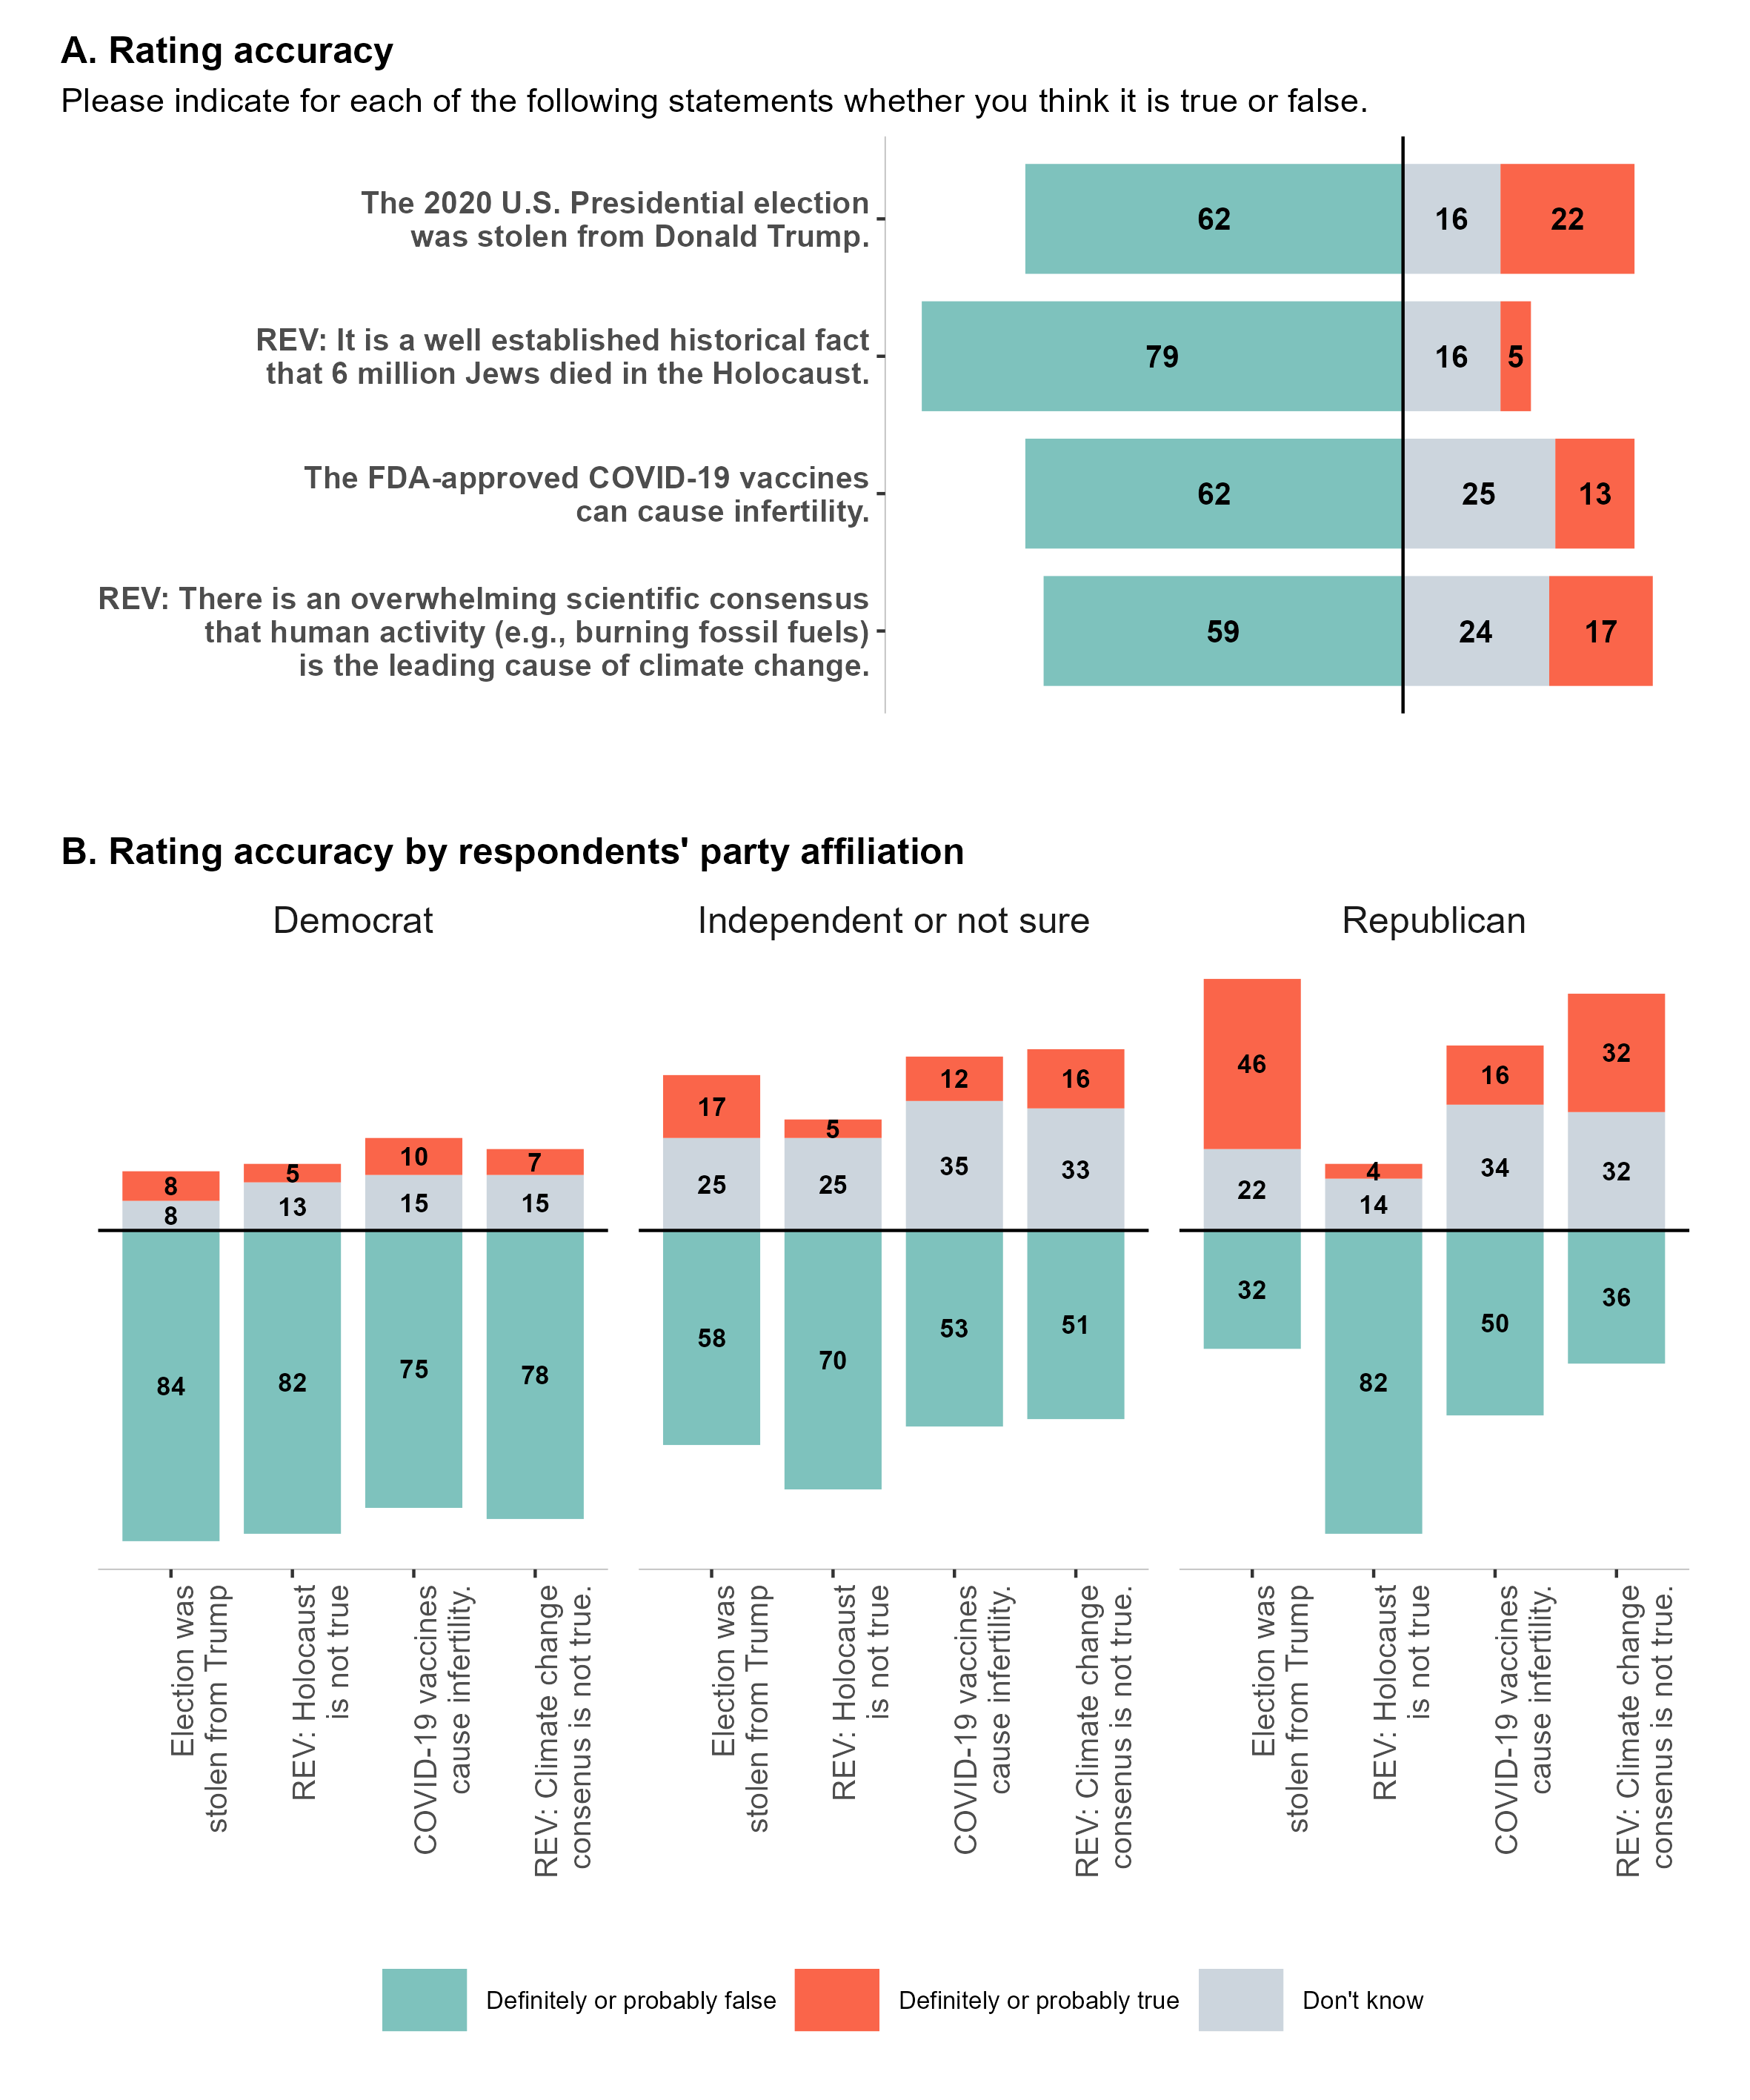 A. Rating accuracy
Please indicate for each of the following statements whether you think it is true or false.
The 2020 U.S. Presidential election
was stolen from Donald Trump.
62 16 22
REV: It is a well established historical fact
that 6 million Jews died in the Holocaust.
79 16 5
The FDA-approved COVID-19 vaccines
can cause infertility.
62 25 13
REV: There is an overwhelming scientific consensus
that human activity (e.g., burning fossil fuels)
is the leading cause of climate change.
59 24 17
B. Rating accuracy by respondents' party affiliation
Democrat
8 5 10 7
8 13 15 15
84 82 75 78
Election was
stolen from Trump
REV: Holocaust
is not true
COVID-19 vaccines
cause infertility.
REV: Climate change
consenus is not true.
Independent or not sure
17 5 12 16
25 25 35 33
58 70 53 51
Election was
stolen from Trump
REV: Holocaust
is not true
COVID-19 vaccines
cause infertility.
REV: Climate change
consenus is not true.
Republican
46 4 16 32
22 14 34 32
32 82 50 36
Election was
stolen from Trump
REV: Holocaust
is not true
COVID-19 vaccines
cause infertility.
REV: Climate change
consenus is not true.
Definitely or probably false
Definitely or probably true
Don't know